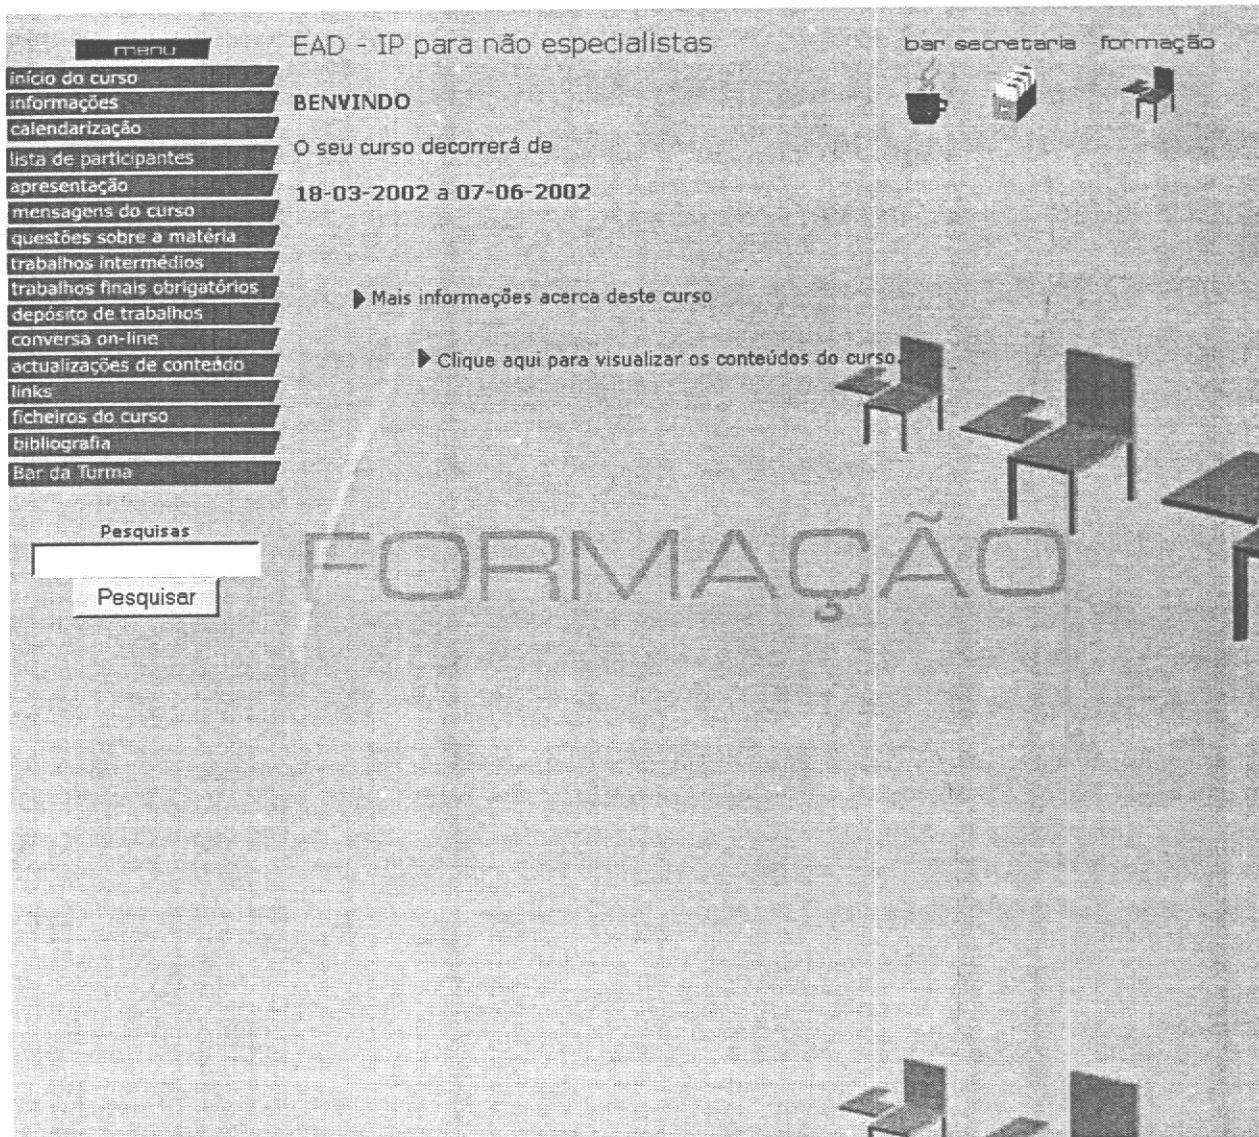 menu
início do curso
informações
calendarização
lista de participantes
apresentação
mensagens do curso
questões sobre a matéria
trabalhos intermédios
trabalhos finais obrigatórios
depósito de trabalhos
conversa on-line
actualizações de conteúdo
links
ficheiros do curso
bibliografia
Bar da Turma
Pesquisas
Pesquisar
EAD - IP para não especialistas
BENVINDO
O seu curso decorrerá de
18-03-2002 a 07-06-2002
Mais informações acerca deste curso
Clique aqui para visualizar os conteúdos do curso.
FORMAÇÃO
bar secretaria formação